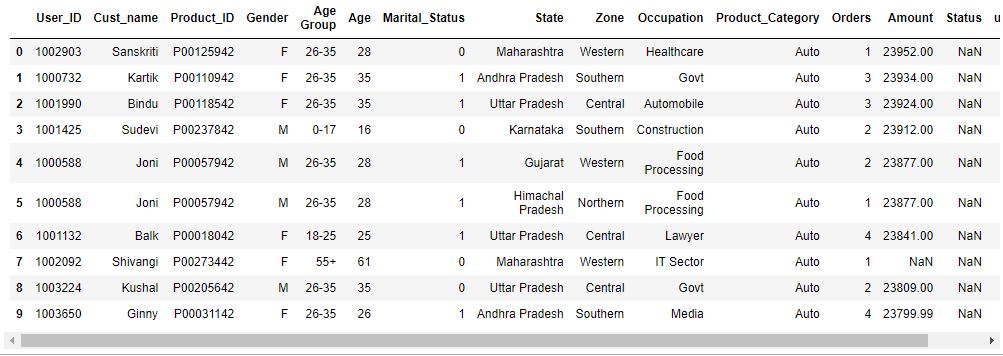 User_ID Cust_name Product_ID Gender Age Group Age Marital_Status State Zone Occupation Product_Category Orders Amount Status u
0 1002903 Sanskriti P00125942 F 26-35 28 0 Maharashtra Western Healthcare Auto 1 23952.00 NaN
1 1000732 Kartik P00110942 F 26-35 35 1 Andhra Pradesh Southern Govt Auto 3 23934.00 NaN
2 1001990 Bindu P00118542 F 26-35 35 1 Uttar Pradesh Central Automobile Auto 3 23924.00 NaN
3 1001425 Sudevi P00237842 M 0-17 16 0 Karnataka Southern Construction Auto 2 23912.00 NaN
4 1000588 Joni P00057942 M 26-35 28 1 Gujarat Western Food Processing Auto 2 23877.00 NaN
5 1000588 Joni P00057942 M 26-35 28 1 Himachal Pradesh Northern Food Processing Auto 1 23877.00 NaN
6 1001132 Balk P00018042 F 18-25 25 1 Uttar Pradesh Central Lawyer Auto 4 23841.00 NaN
7 1002092 Shivangi P00273442 F 55+ 61 0 Maharashtra Western IT Sector Auto 1 NaN NaN
8 1003224 Kushal P00205642 M 26-35 35 0 Uttar Pradesh Central Govt Auto 2 23809.00 NaN
9 1003650 Ginny P00031142 F 26-35 26 1 Andhra Pradesh Southern Media Auto 4 23799.99 NaN